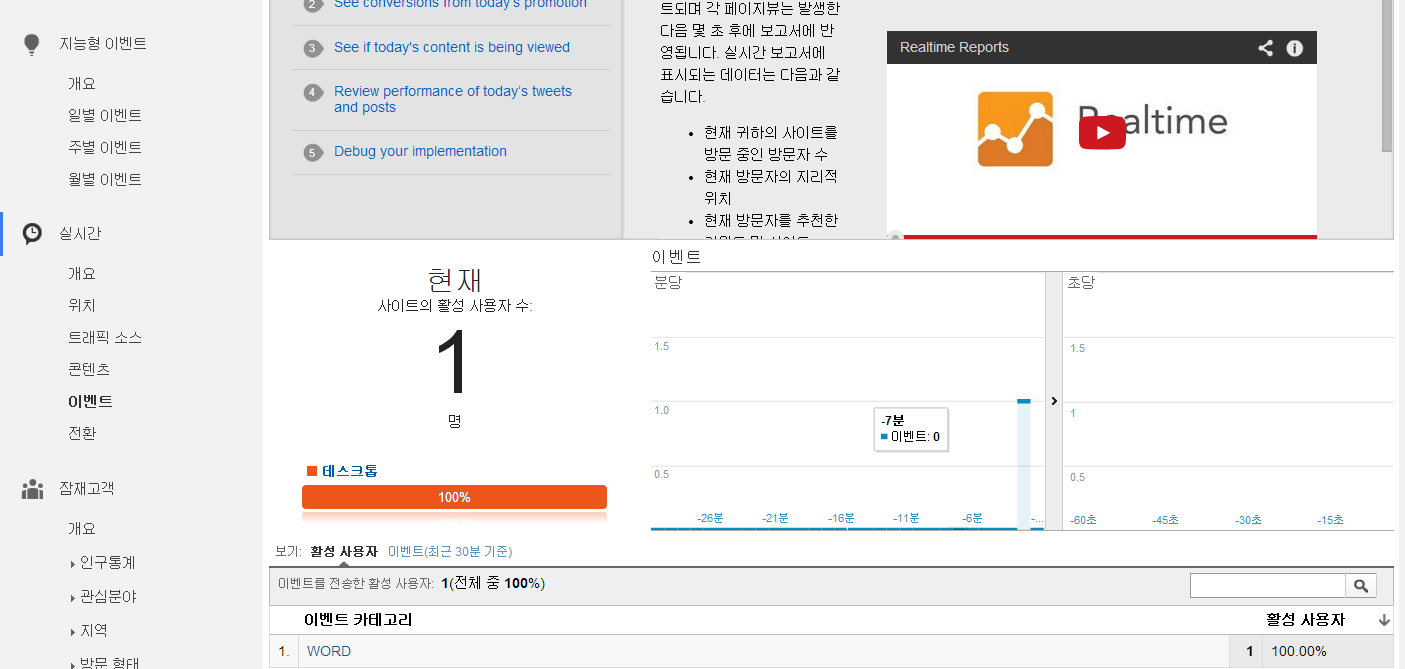 지능형 이벤트
개요
일별 이벤트
주별 이벤트
월별 이벤트
실시간
개요
위치
트래픽 소스
콘텐츠
이벤트
전환
잠재고객
개요
인구통계
관심분야
지역
방문 형태
2 See conversions from today's promotion
3 See if today's content is being viewed
4 Review performance of today's tweets
and posts
5 Debug your implementation
트되며 각 페이지뷰는 발생한
다음 몇 초 후에 보고서에 반
영됩니다. 실시간 보고서에
표시되는 데이터는 다음과 같
습니다.
• 현재 귀하의 사이트를
방문 중인 방문자 수
• 현재 방문자의 지리적
위치
• 현재 방문자를 추천한
Realtime Reports
Realtime
현재
사이트의 활성 사용자 수:
1
명
데스크톱
100%
이벤트
분당
1.5
1.0
0.5
-7분
이벤트: 0
-26분 -21분 -16분 -11분 -6분 -...
초당
1.5
1
0.5
-60초 -45초 -30초 -15초
보기: 활성 사용자 이벤트(최근 30분 기준)
이벤트를 전송한 활성 사용자: 1(전체 중 100%)
이벤트 카테고리 활성 사용자
1. WORD 1 100.00%